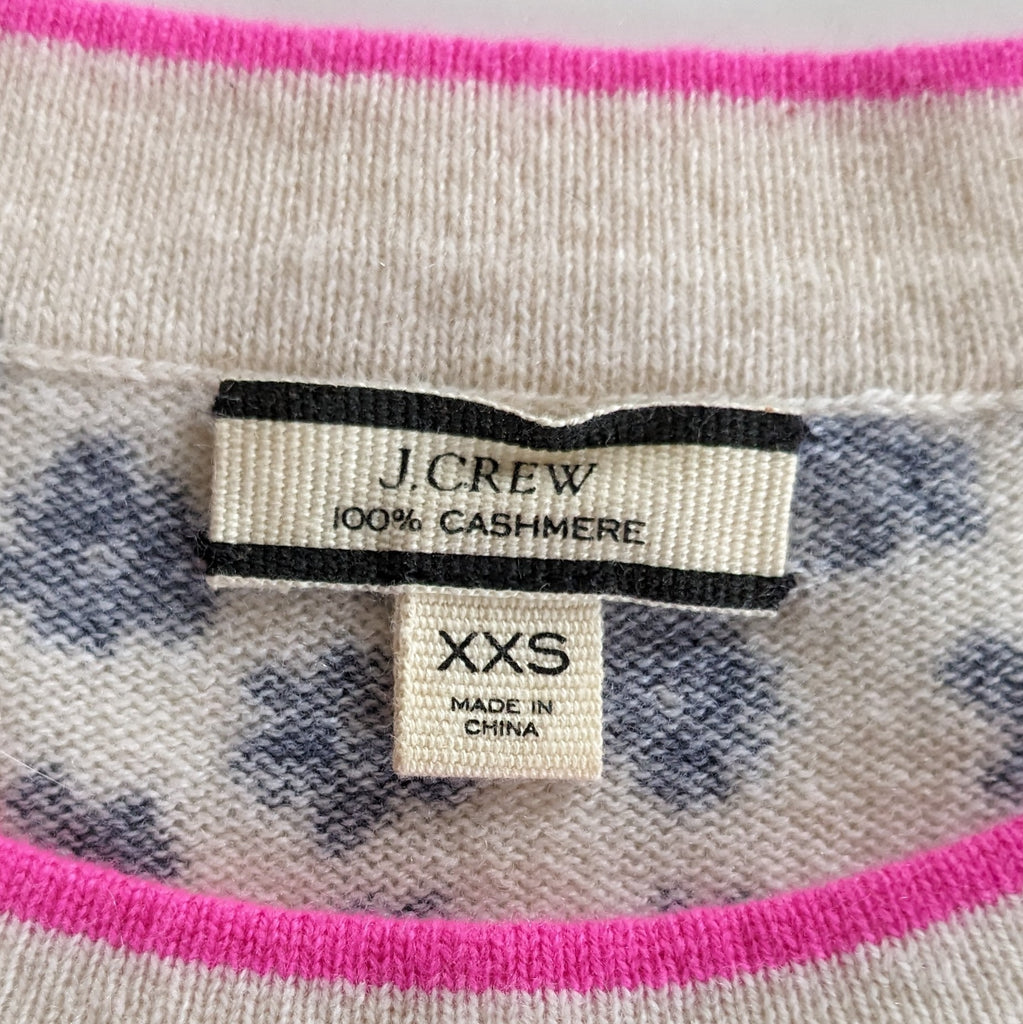 J.CREW
100% CASHMERE
XXS
MADE IN
CHINA